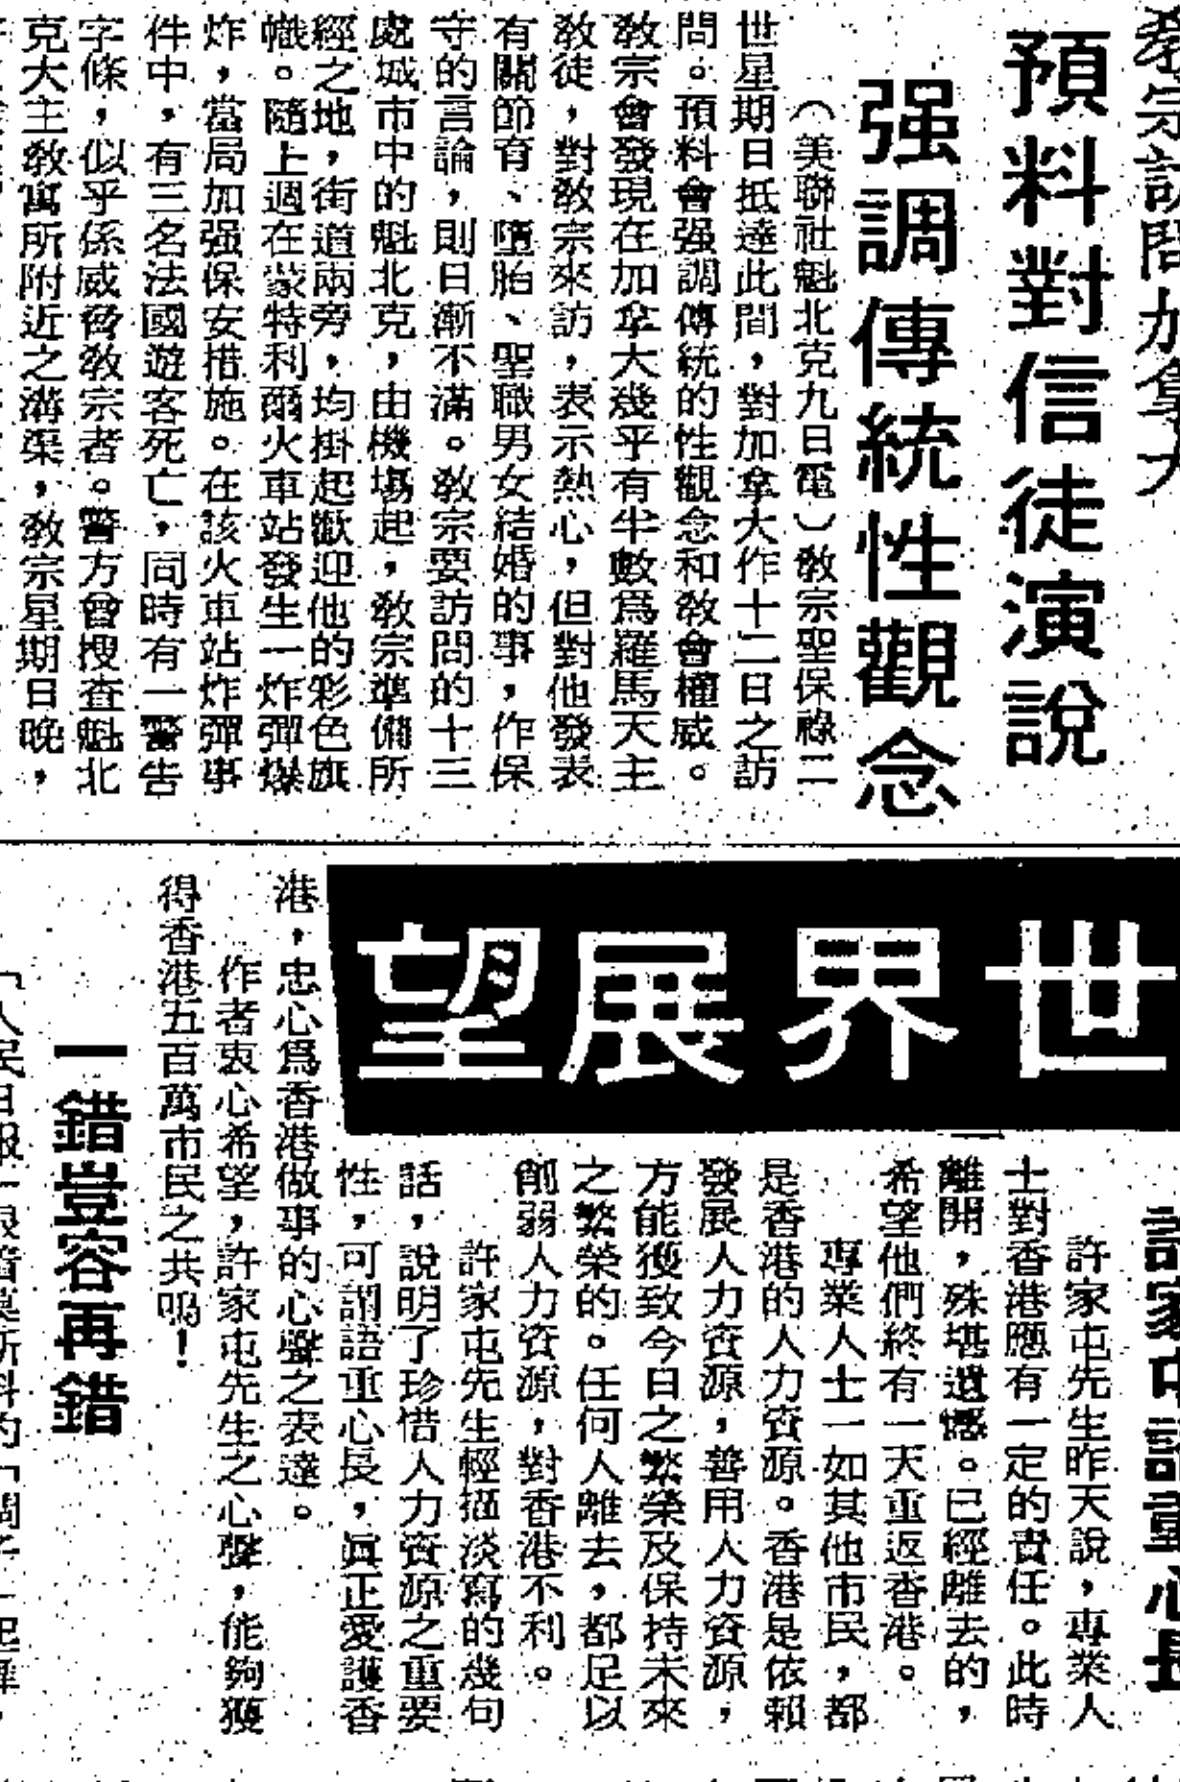 教宗訪問加拿大
預料對信徒演説
强調傳統性觀念
（美聯社魁北克九日電）教宗聖保祿二
世星期日抵達此間，對加拿大作十二日之訪
問。預料會强調傳統的性觀念和教會權威。
教宗會發現在加拿大幾乎有半數爲羅馬天主
教徒，對教宗來訪，表示熱心，但對他發表
有關節育、墮胎、聖職男女結婚的事，作保
守的言論，則日漸不滿。教宗要訪問的十三
處城市中的魁北克，由機場起，教宗準備所
經之地，街道兩旁，均掛起歡迎他的彩色旗
幟。隨上週在蒙特利爾火車站發生一炸彈爆
炸，當局加强保安措施。在該火車站炸彈事
件中，有三名法國遊客死亡，同時有一警告
字條，似乎係威脅教宗者。警方曾搜查魁北
克大主教寓所附近之溝渠，教宗星期日晚，
世界展望
許家屯語重心長
許家屯先生昨天說，專業人
士對香港應有一定的責任。此時
離開，殊堪遺憾。已經離去的，
希望他們終有一天重返香港。
專業人士一如其他市民，都
是香港的人力資源。香港是依賴
發展人力資源，善用人力資源，
方能獲致今日之繁榮及保持未來
之繁榮的。任何人離去，都足以
削弱人力資源，對香港不利。
許家屯先生輕描淡寫的幾句
話，說明了珍惜人力資源之重要
性，可謂語重心長，眞正愛護香
港，忠心爲香港做事的心聲之表達。
作者衷心希望，許家屯先生之心聲，能夠獲
得香港五百萬市民之共鳴！
一錯豈容再錯